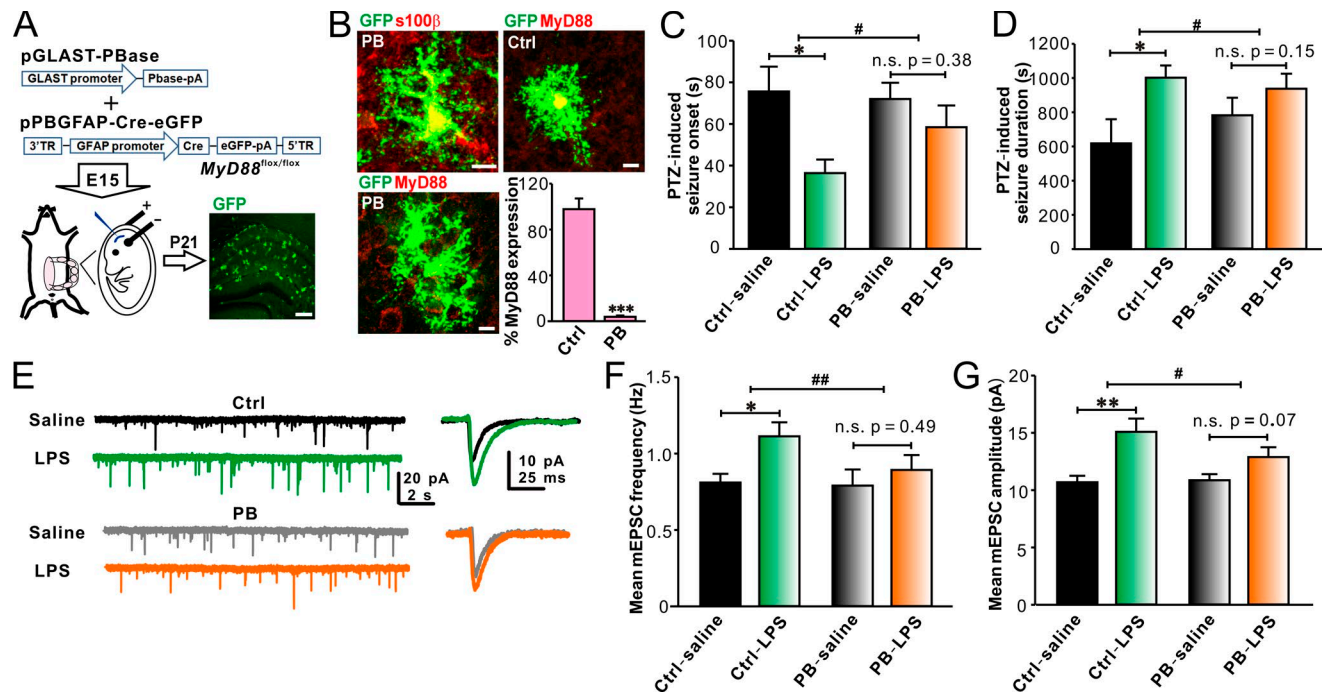 A
pGLAST-PBase
GLAST promoter
Pbase-pA
+
pPBGFAP-Cre-eGFP
3'TR
GFAP promoter
Cre
eGFP-pA
5'TR
MyD88flox/flox
E15
+
−
P21
GFP
B
GFP s100β
PB
GFP MyD88
Ctrl
GFP MyD88
PB
% MyD88 expression
120
80
40
0
***
Ctrl
PB
C
PTZ-induced
seizure onset (s)
100
80
60
40
20
0
#
*
n.s. p = 0.38
Ctrl-saline
Ctrl-LPS
PB-saline
PB-LPS
D
PTZ-induced
seizure duration (s)
1200
1000
800
600
400
200
0
#
*
n.s. p = 0.15
Ctrl-saline
Ctrl-LPS
PB-saline
PB-LPS
E
Ctrl
Saline
LPS
20 pA
2 s
10 pA
25 ms
PB
Saline
LPS
F
Mean mEPSC frequency (Hz)
1.5
1.0
0.5
0
##
*
n.s. p = 0.49
Ctrl-saline
Ctrl-LPS
PB-saline
PB-LPS
G
Mean mEPSC amplitude (pA)
20
15
10
5
0
#
**
n.s. p = 0.07
Ctrl-saline
Ctrl-LPS
PB-saline
PB-LPS